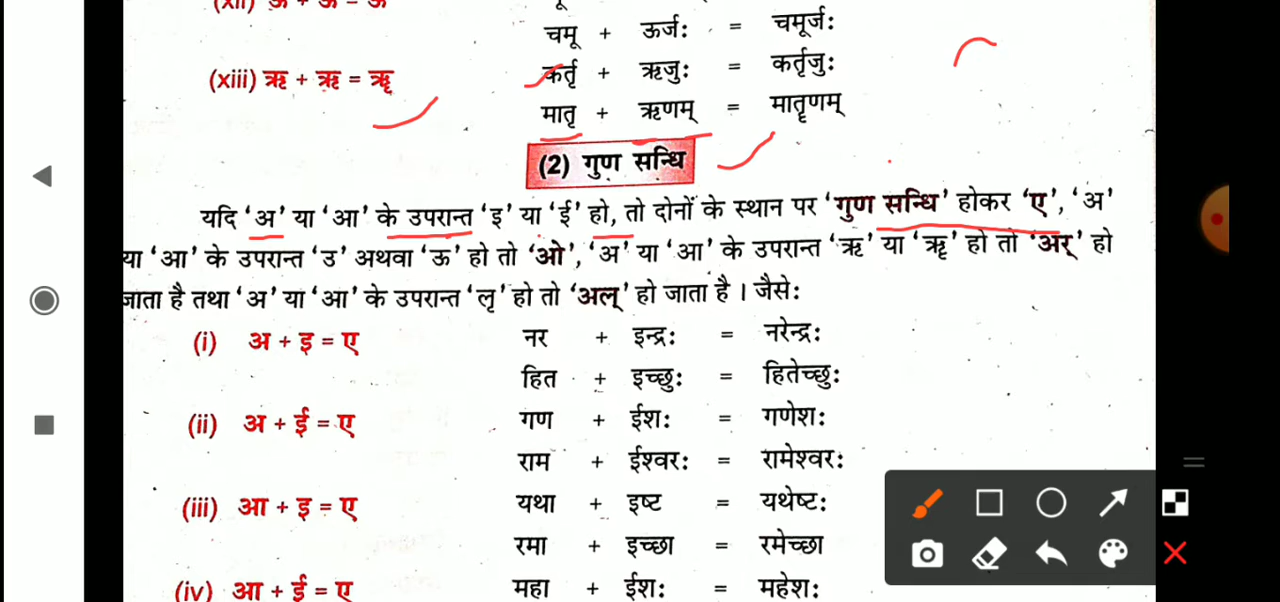 चमू + ऊर्जः = चमूर्जः
(xiii) ऋ + ऋ = ॠ कर्तृ + ऋजुः = कर्तृजुः
मातृ + ऋणम् = मातॄणम्
(2) गुण सन्धि
यदि ‘अ’ या ‘आ’ के उपरान्त ‘इ’ या ‘ई’ हो, तो दोनों के स्थान पर ‘गुण सन्धि’ होकर ‘ए’, ‘अ’
या ‘आ’ के उपरान्त ‘उ’ अथवा ‘ऊ’ हो तो ‘ओ’, ‘अ’ या ‘आ’ के उपरान्त ‘ऋ’ या ‘ॠ’ हो तो ‘अर्’ हो
जाता है तथा ‘अ’ या ‘आ’ के उपरान्त ‘लृ’ हो तो ‘अल्’ हो जाता है । जैसे:
(i) अ + इ = ए नर + इन्द्रः = नरेन्द्रः
हित + इच्छुः = हितेच्छुः
(ii) अ + ई = ए गण + ईशः = गणेशः
राम + ईश्वरः = रामेश्वरः
(iii) आ + इ = ए यथा + इष्ट = यथेष्टः
रमा + इच्छा = रमेच्छा
(iv) आ + ई = ए महा + ईशः = महेशः